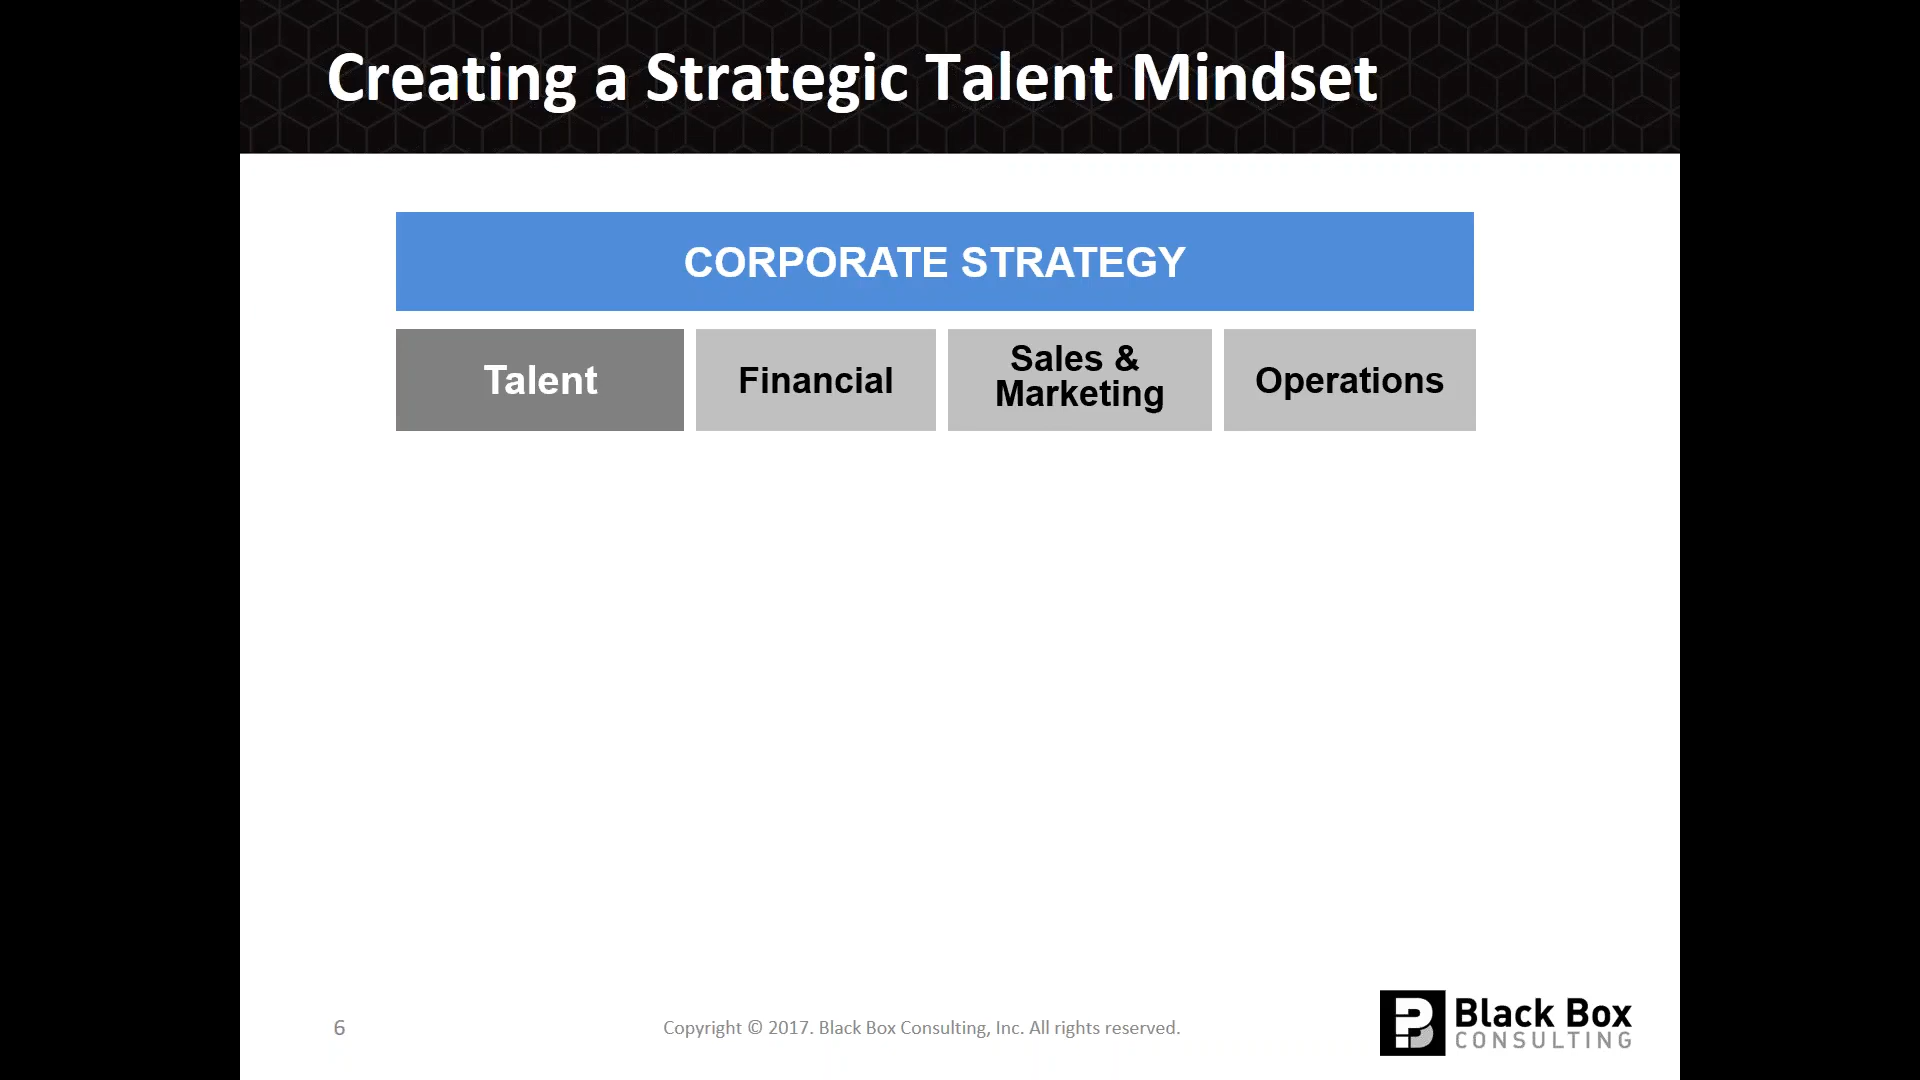 Creating a Strategic Talent Mindset
CORPORATE STRATEGY
Talent
Financial
Sales &
Marketing
Operations
6
Copyright © 2017. Black Box Consulting, Inc. All rights reserved.
Black Box
CONSULTING